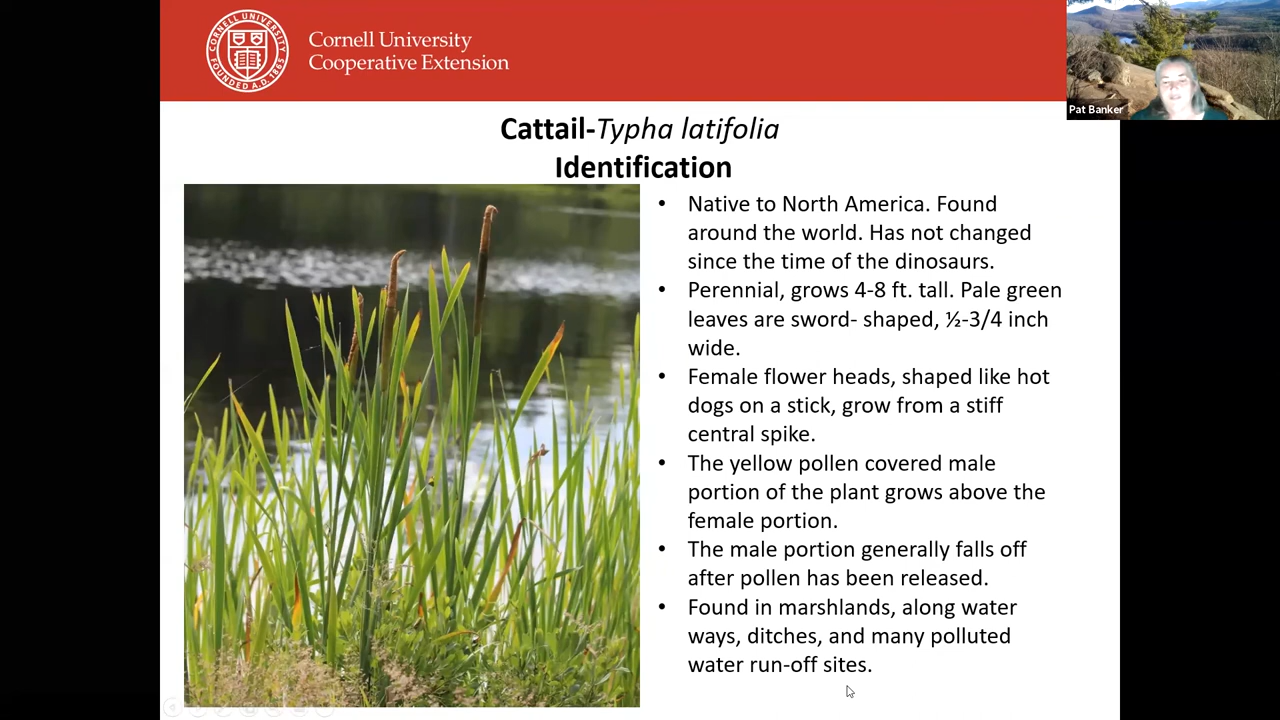 CORNELL UNIVERSITY
FOUNDED A.D. 1865
Cornell University
Cooperative Extension
Pat Banker
Cattail-Typha latifolia
Identification
• Native to North America. Found
around the world. Has not changed
since the time of the dinosaurs.
• Perennial, grows 4-8 ft. tall. Pale green
leaves are sword- shaped, ½-3/4 inch
wide.
• Female flower heads, shaped like hot
dogs on a stick, grow from a stiff
central spike.
• The yellow pollen covered male
portion of the plant grows above the
female portion.
• The male portion generally falls off
after pollen has been released.
• Found in marshlands, along water
ways, ditches, and many polluted
water run-off sites.